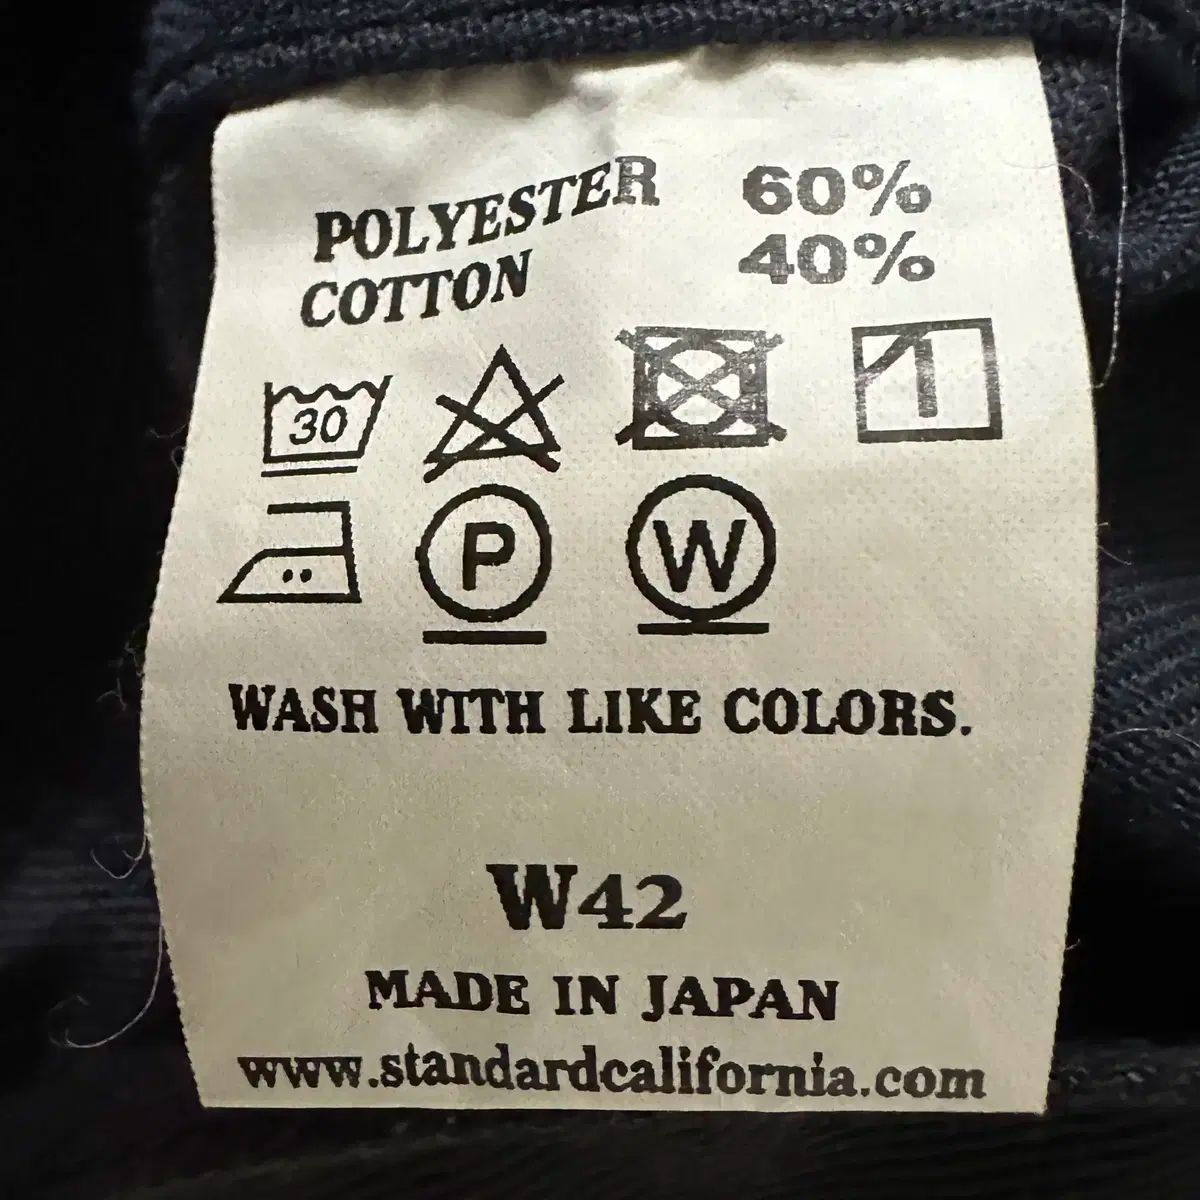 POLYESTER 60%
COTTON 40%
30
P W
WASH WITH LIKE COLORS.
W42
MADE IN JAPAN
www.standardcalifornia.com